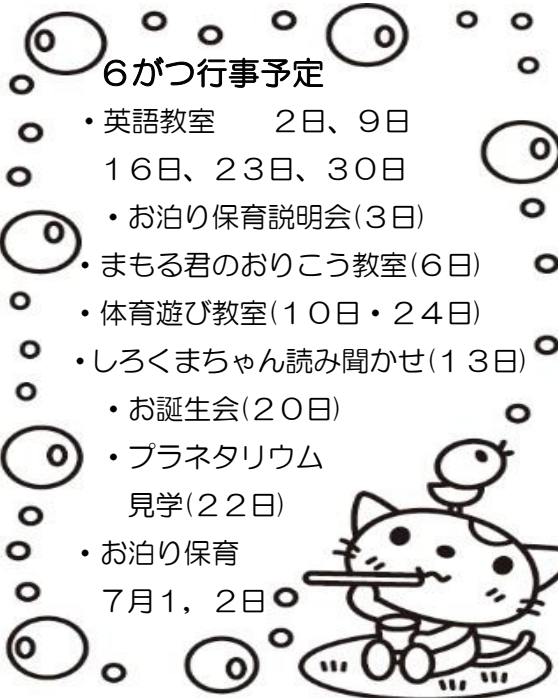 ６がつ行事予定
・英語教室　　２日、９日
１６日、２３日、３０日
・お泊り保育説明会(３日)
・まもる君のおりこう教室(６日)
・体育遊び教室(１０日・２４日)
・しろくまちゃん読み聞かせ(１３日)
・お誕生会(２０日)
・プラネタリウム
見学(２２日)
・お泊り保育
７月１，２日